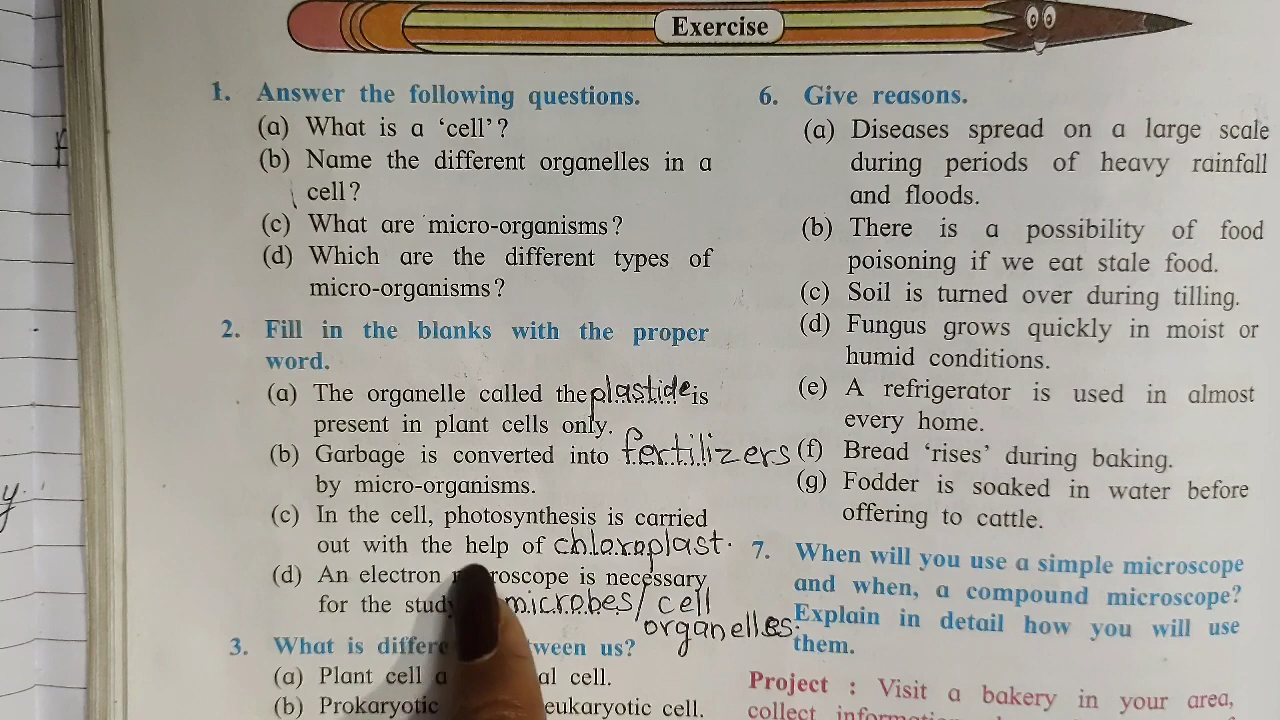 Exercise
1. Answer the following questions.
(a) What is a 'cell'?
(b) Name the different organelles in a
cell?
(c) What are micro-organisms?
(d) Which are the different types of
micro-organisms?
2. Fill in the blanks with the proper
word.
(a) The organelle called the plastide is
present in plant cells only.
(b) Garbage is converted into fertilizers
by micro-organisms.
(c) In the cell, photosynthesis is carried
out with the help of chloroplast.
(d) An electron roscope is necessary
for the stud microbes/ cell
organelles.
3. What is differe ween us?
(a) Plant cell a al cell.
(b) Prokaryotic eukaryotic cell.
6. Give reasons.
(a) Diseases spread on a large scale
during periods of heavy rainfall
and floods.
(b) There is a possibility of food
poisoning if we eat stale food.
(c) Soil is turned over during tilling.
(d) Fungus grows quickly in moist or
humid conditions.
(e) A refrigerator is used in almost
every home.
(f) Bread 'rises' during baking.
(g) Fodder is soaked in water before
offering to cattle.
7. When will you use a simple microscope
and when, a compound microscope?
Explain in detail how you will use
them.
Project : Visit a bakery in your area,
collect